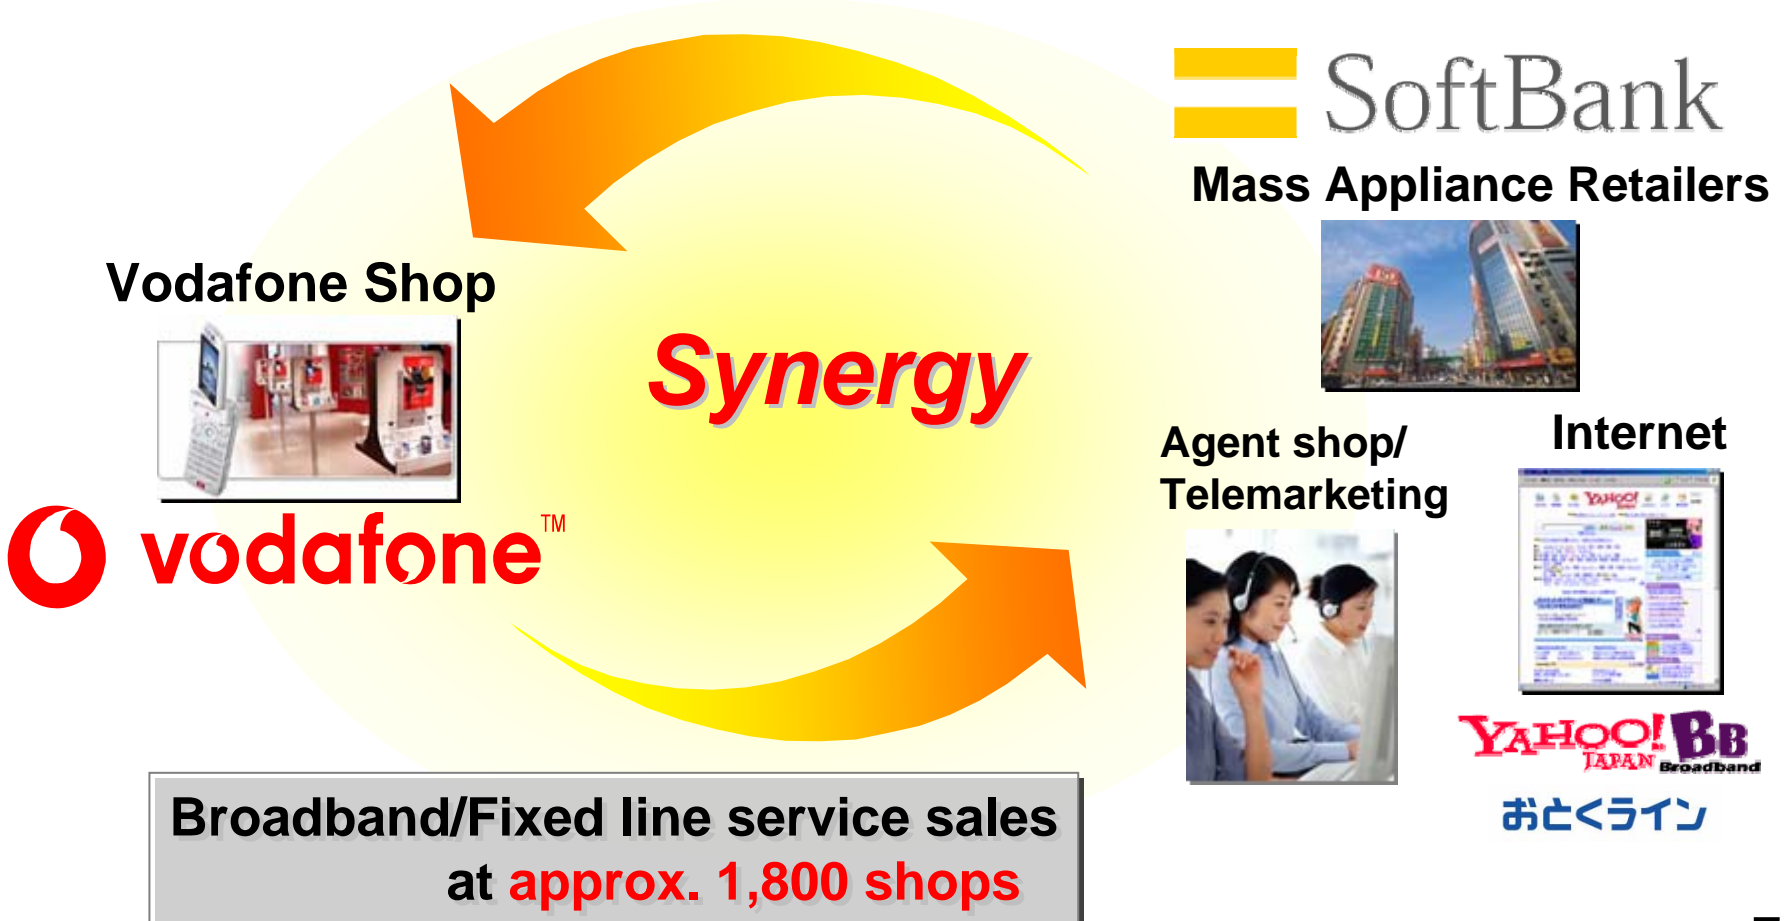 SoftBank
Mass Appliance Retailers
Vodafone Shop
Synergy
Agent shop/
Telemarketing
Internet
YAHOO!
vodafone™
YAHOO! BB
JAPAN Broadband
おとくライン
Broadband/Fixed line service sales
at approx. 1,800 shops